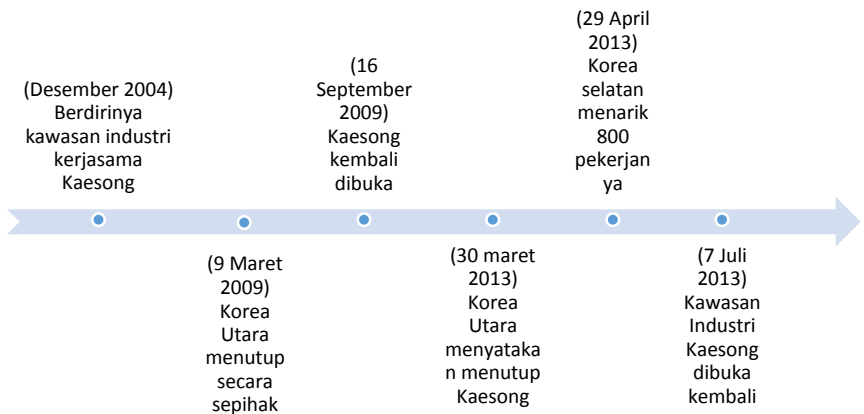 (Desember 2004)
Berdirinya
kawasan industri
kerjasama
Kaesong
(9 Maret
2009)
Korea
Utara
menutup
secara
sepihak
(16
September
2009)
Kaesong
kembali
dibuka
(30 maret
2013)
Korea
Utara
menyataka
n menutup
Kaesong
(29 April
2013)
Korea
selatan
menarik
800
pekerjan
ya
(7 Juli
2013)
Kawasan
Industri
Kaesong
dibuka
kembali